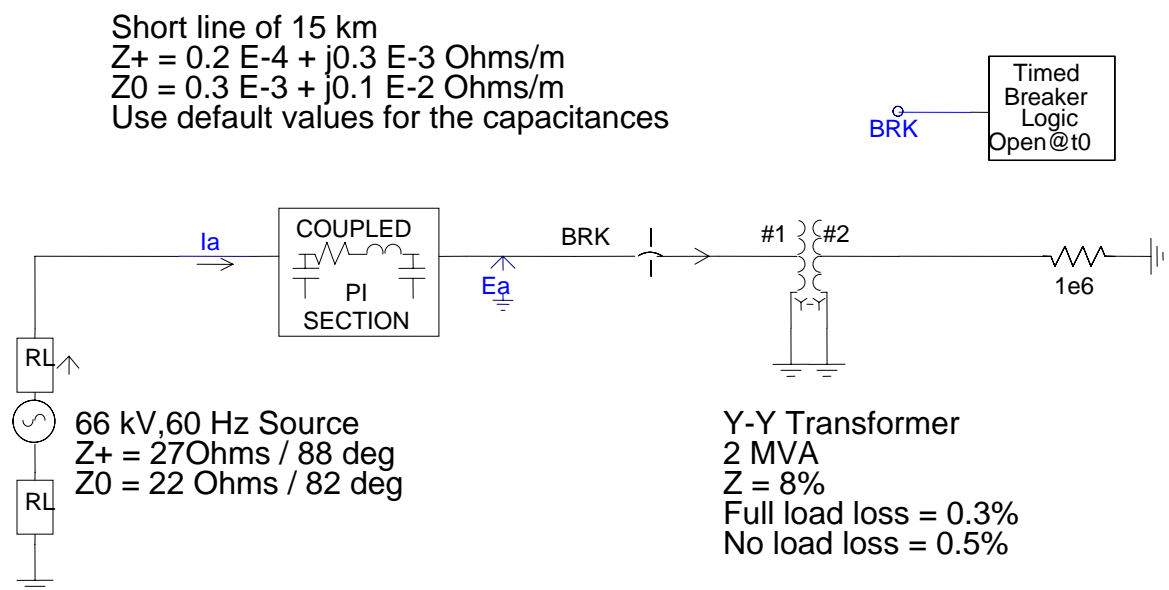 Short line of 15 km
Z+ = 0.2 E-4 + j0.3 E-3 Ohms/m
Z0 = 0.3 E-3 + j0.1 E-2 Ohms/m
Use default values for the capacitances
Timed
Breaker
Logic
Open@t0
BRK
Ia
COUPLED
PI
SECTION
Ea
BRK
#1
#2
Y-Y
1e6
RL
RL
66 kV,60 Hz Source
Z+ = 27Ohms / 88 deg
Z0 = 22 Ohms / 82 deg
Y-Y Transformer
2 MVA
Z = 8%
Full load loss = 0.3%
No load loss = 0.5%